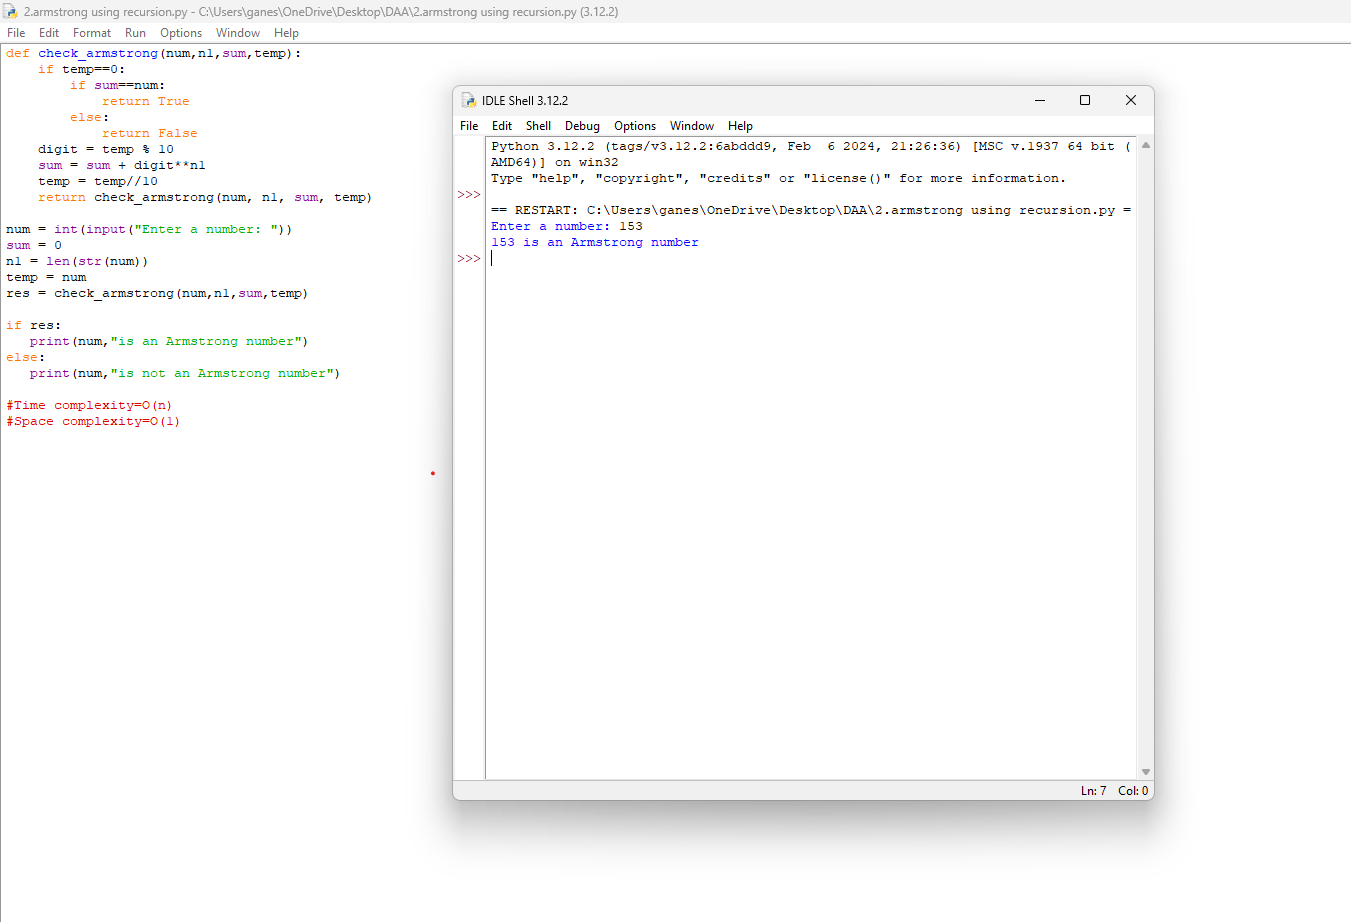 2.armstrong using recursion.py - C:\Users\ganes\OneDrive\Desktop\DAA\2.armstrong using recursion.py (3.12.2)
File Edit Format Run Options Window Help
def check_armstrong(num,n1,sum,temp):
    if temp==0:
        if sum==num:
            return True
        else:
            return False
    digit = temp % 10
    sum = sum + digit**n1
    temp = temp//10
    return check_armstrong(num, n1, sum, temp)

num = int(input("Enter a number: "))
sum = 0
n1 = len(str(num))
temp = num
res = check_armstrong(num,n1,sum,temp)

if res:
   print(num,"is an Armstrong number")
else:
   print(num,"is not an Armstrong number")

#Time complexity=O(n)
#Space complexity=O(1)
IDLE Shell 3.12.2
File Edit Shell Debug Options Window Help
Python 3.12.2 (tags/v3.12.2:6abddd9, Feb  6 2024, 21:26:36) [MSC v.1937 64 bit (
AMD64)] on win32
Type "help", "copyright", "credits" or "license()" for more information.
>>>
== RESTART: C:\Users\ganes\OneDrive\Desktop\DAA\2.armstrong using recursion.py =
Enter a number: 153
153 is an Armstrong number
>>>
Ln: 7 Col: 0